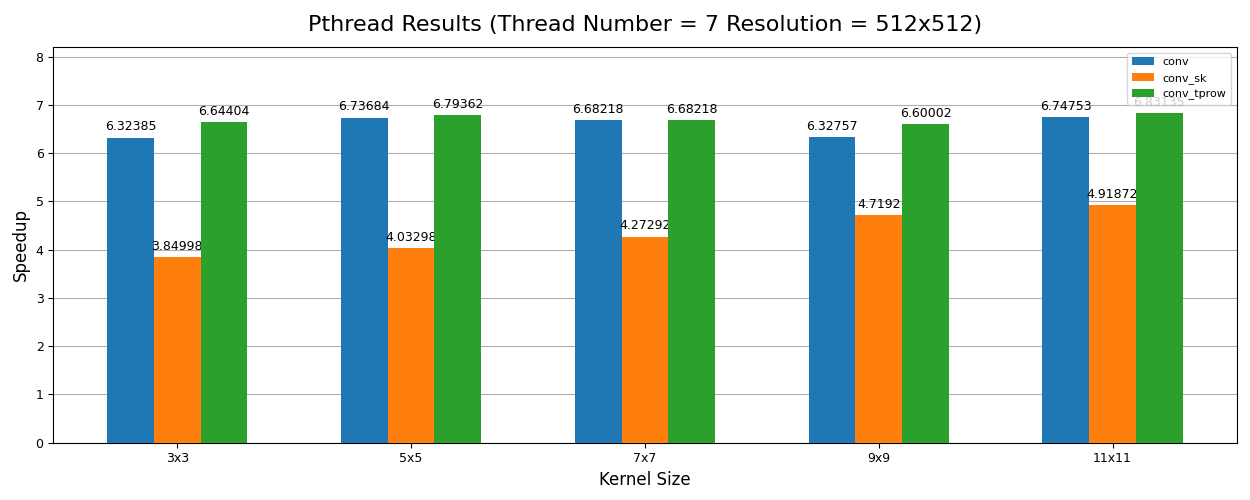 Pthread Results (Thread Number = 7 Resolution = 512x512)
8
7
6
5
4
3
2
1
0
Speedup
conv
conv_sk
conv_tprow
6.32385
3.84998
6.64404
6.73684
4.03298
6.79362
6.68218
4.27292
6.68218
6.32757
4.7192
6.60002
6.74753
4.91872
6.83135
3x3
5x5
7x7
9x9
11x11
Kernel Size